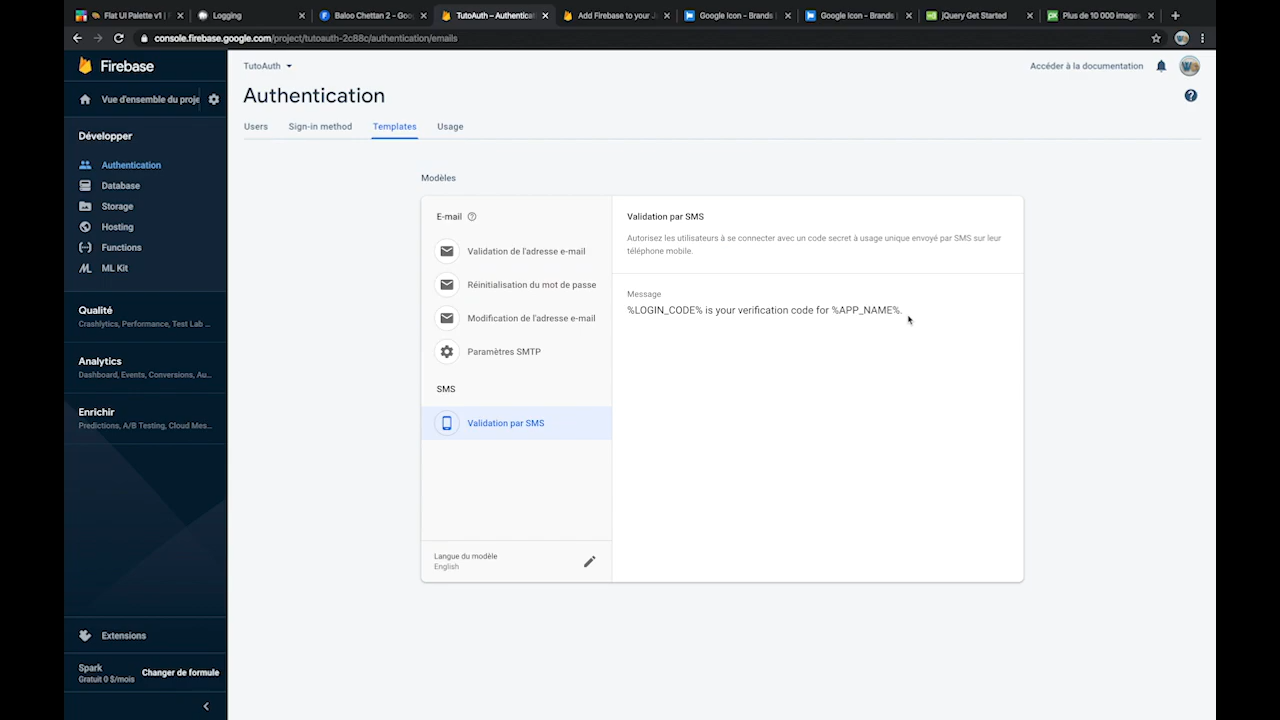 Flat UI Palette v1 |
Logging
Baloo Chettan 2 - Goo
TutoAuth – Authenticat
Add Firebase to your J
Google Icon - Brands |
Google Icon - Brands |
jQuery Get Started
Plus de 10 000 images
console.firebase.google.com/project/tutoauth-2c88c/authentication/emails
Firebase
Vue d'ensemble du proje
Développer
Authentication
Database
Storage
Hosting
Functions
ML Kit
Qualité
Crashlytics, Performance, Test Lab ...
Analytics
Dashboard, Events, Conversions, Au...
Enrichir
Predictions, A/B Testing, Cloud Mes...
Extensions
Spark
Gratuit 0 $/mois
Changer de formule
TutoAuth
Accéder à la documentation
Authentication
Users
Sign-in method
Templates
Usage
Modèles
E-mail
Validation de l'adresse e-mail
Réinitialisation du mot de passe
Modification de l'adresse e-mail
Paramètres SMTP
SMS
Validation par SMS
Langue du modèle
English
Validation par SMS
Autorisez les utilisateurs à se connecter avec un code secret à usage unique envoyé par SMS sur leur
téléphone mobile.
Message
%LOGIN_CODE% is your verification code for %APP_NAME%.